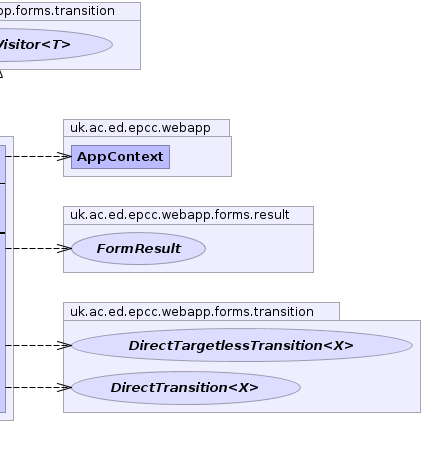 pp.forms.transition
Visitor<T>
uk.ac.ed.epcc.webapp
AppContext
uk.ac.ed.epcc.webapp.forms.result
FormResult
uk.ac.ed.epcc.webapp.forms.transition
DirectTargetlessTransition<X>
DirectTransition<X>